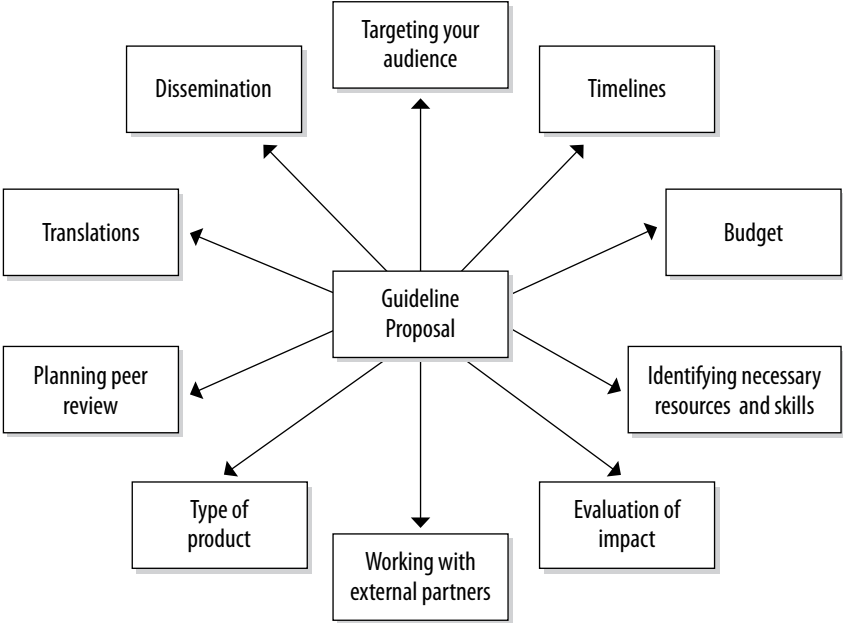 Targeting your
audience
Dissemination
Timelines
Translations
Budget
Guideline
Proposal
Planning peer
review
Identifying necessary
resources and skills
Type of
product
Evaluation of
impact
Working with
external partners